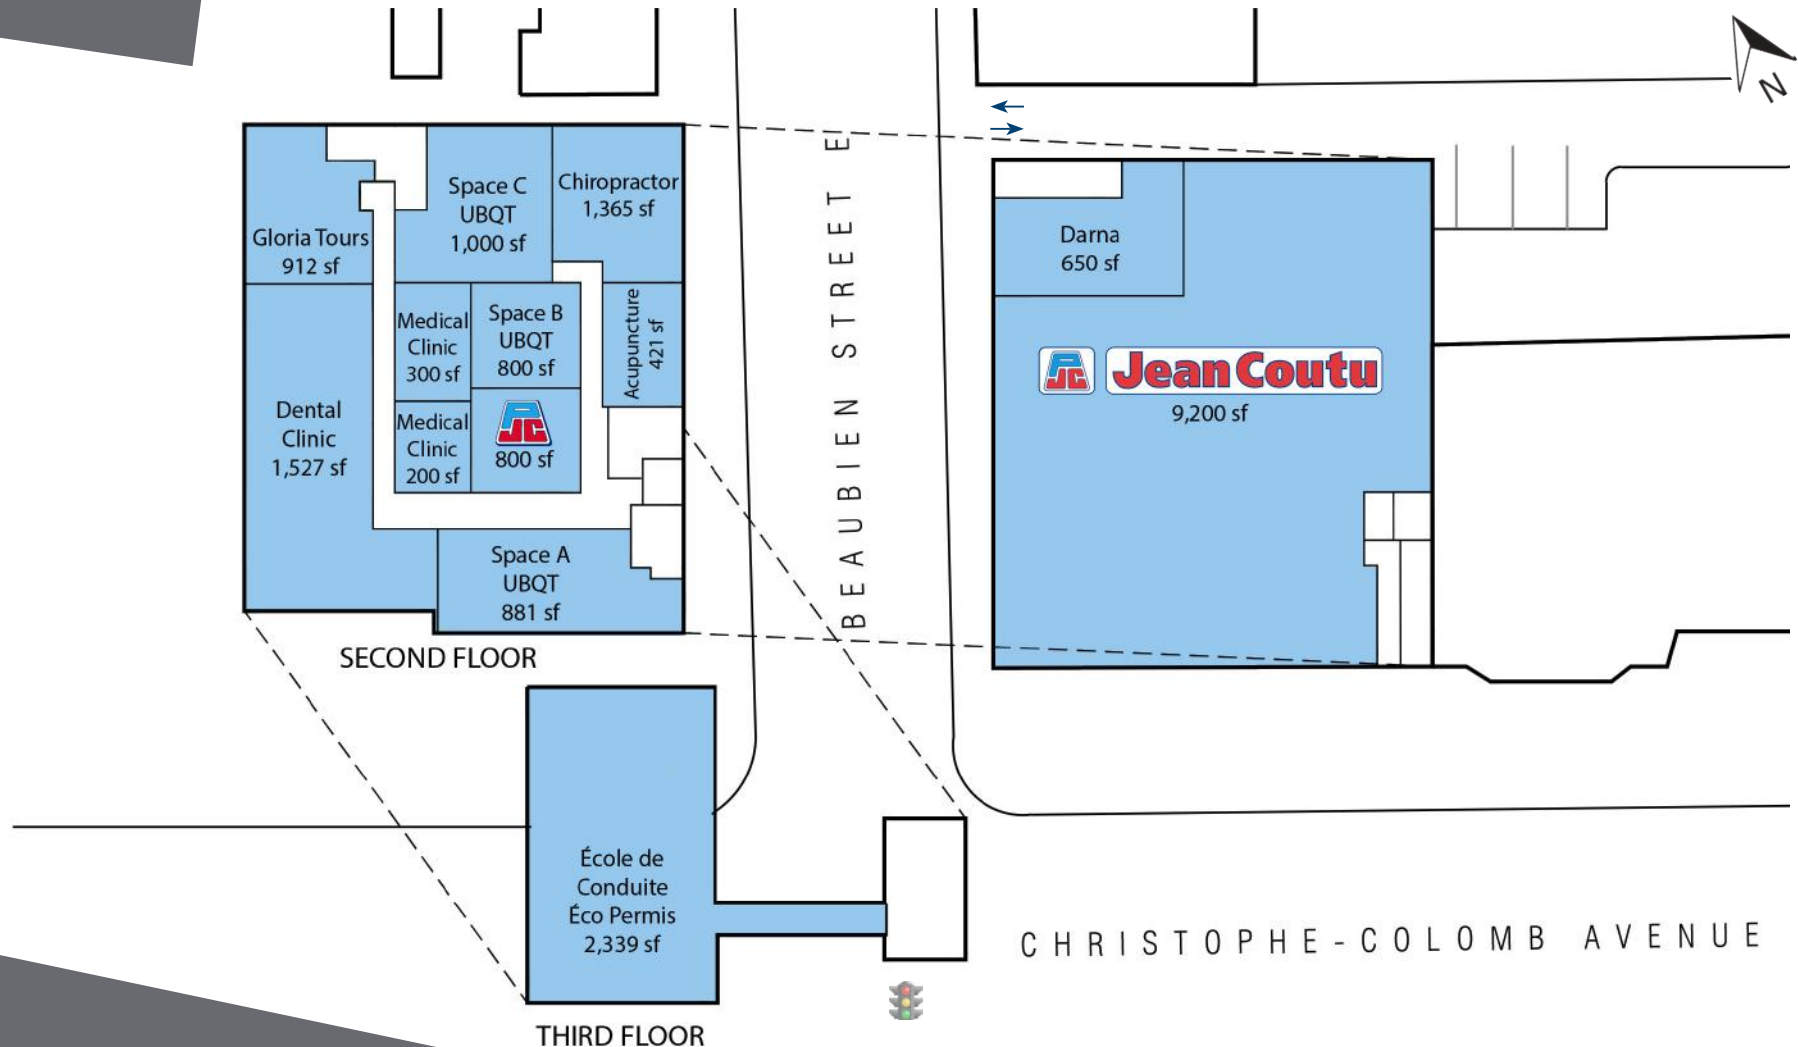 N
Gloria Tours
912 sf
Space C
UBQT
1,000 sf
Chiropractor
1,365 sf
Medical
Clinic
300 sf
Space B
UBQT
800 sf
Acupuncture
421 sf
Dental
Clinic
1,527 sf
Medical
Clinic
200 sf
PJC
800 sf
Space A
UBQT
881 sf
SECOND FLOOR
BEAUBIEN STREET E
Darna
650 sf
PJC Jean Coutu
9,200 sf
École de
Conduite
Éco Permis
2,339 sf
THIRD FLOOR
CHRISTOPHE-COLOMB AVENUE